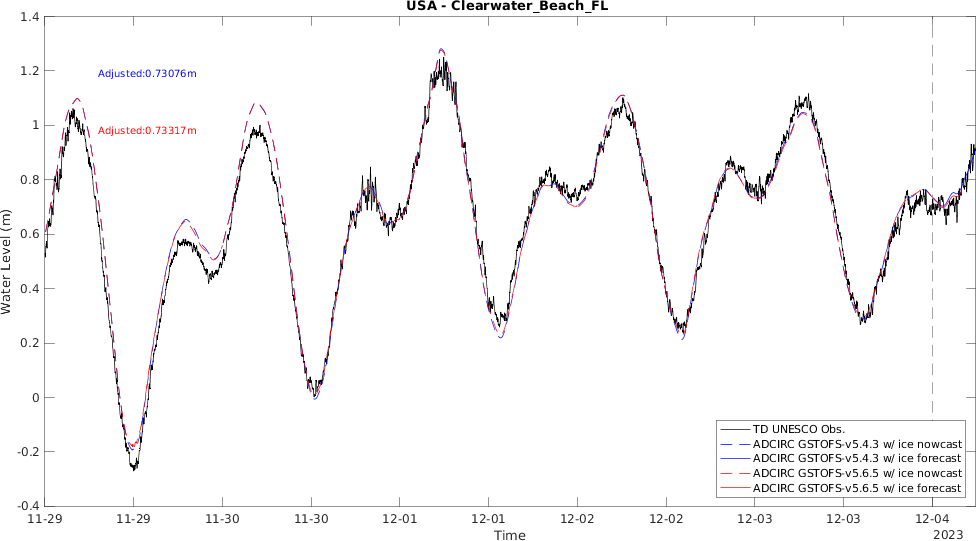 USA - Clearwater_Beach_FL
1.4
1.2
1
0.8
0.6
0.4
0.2
0
-0.2
-0.4
Water Level (m)
Adjusted:0.73076m
Adjusted:0.73317m
TD UNESCO Obs.
ADCIRC GSTOFS-v5.4.3 w/ ice nowcast
ADCIRC GSTOFS-v5.4.3 w/ ice forecast
ADCIRC GSTOFS-v5.6.5 w/ ice nowcast
ADCIRC GSTOFS-v5.6.5 w/ ice forecast
11-29 11-29 11-30 11-30 12-01 12-01 12-02 12-02 12-03 12-03 12-04
Time
2023